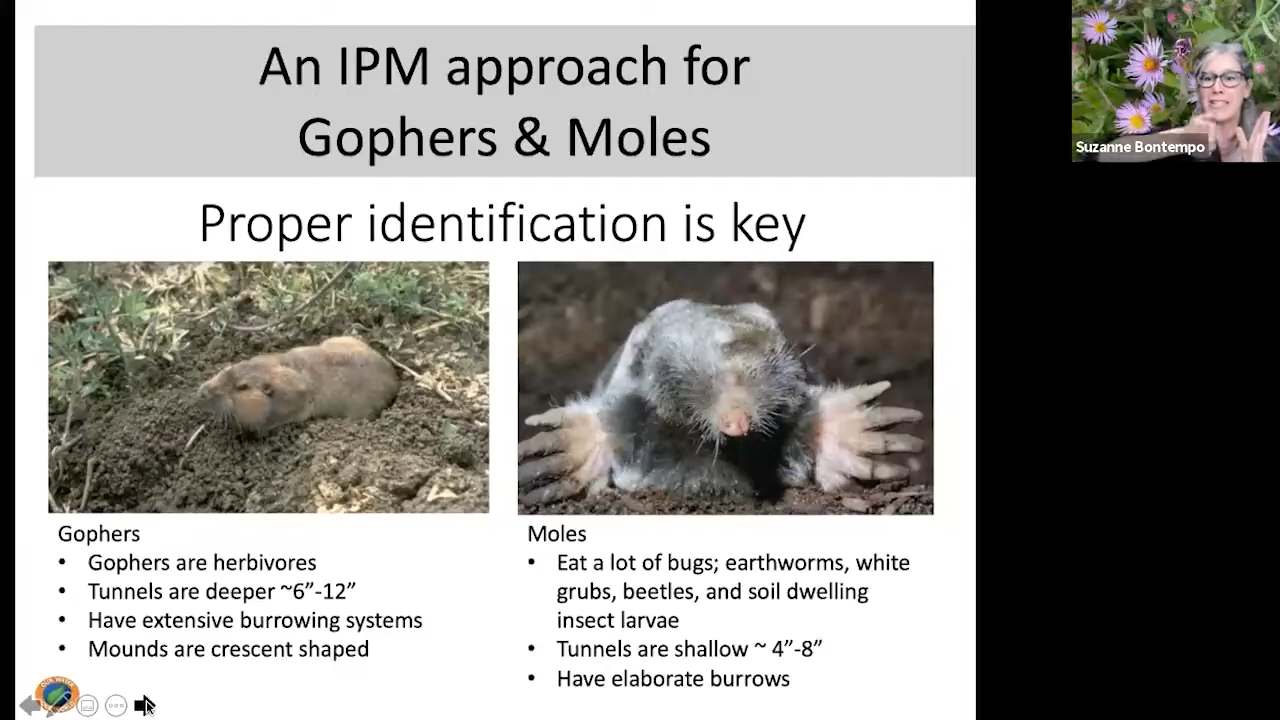 An IPM approach for
Gophers & Moles
Suzanne Bontempo
Proper identification is key
Gophers
• Gophers are herbivores
• Tunnels are deeper ~6”-12”
• Have extensive burrowing systems
• Mounds are crescent shaped
Moles
• Eat a lot of bugs; earthworms, white
grubs, beetles, and soil dwelling
insect larvae
• Tunnels are shallow ~ 4”-8”
• Have elaborate burrows
OUR WATER